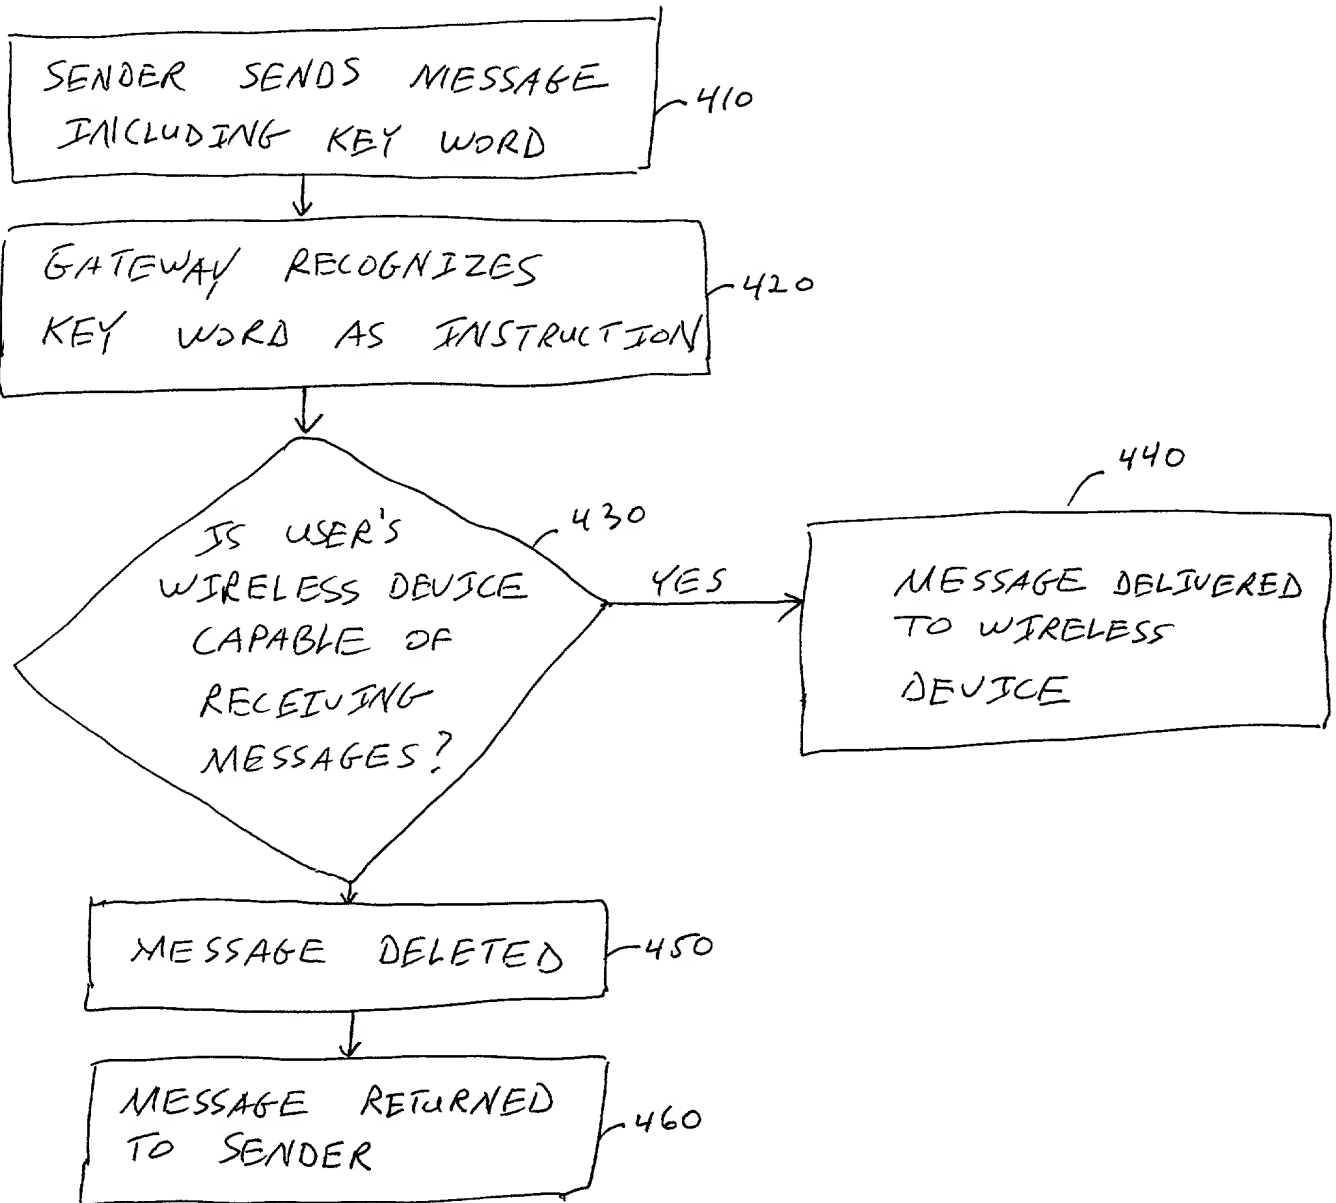 SENDER SENDS MESSAGE
INCLUDING KEY WORD
410
GATEWAY RECOGNIZES
KEY WORD AS INSTRUCTION
420
IS USER'S
WIRELESS DEVICE
CAPABLE OF
RECEIVING
MESSAGES?
430
YES
440
MESSAGE DELIVERED
TO WIRELESS
DEVICE
MESSAGE DELETED
450
MESSAGE RETURNED
TO SENDER
460